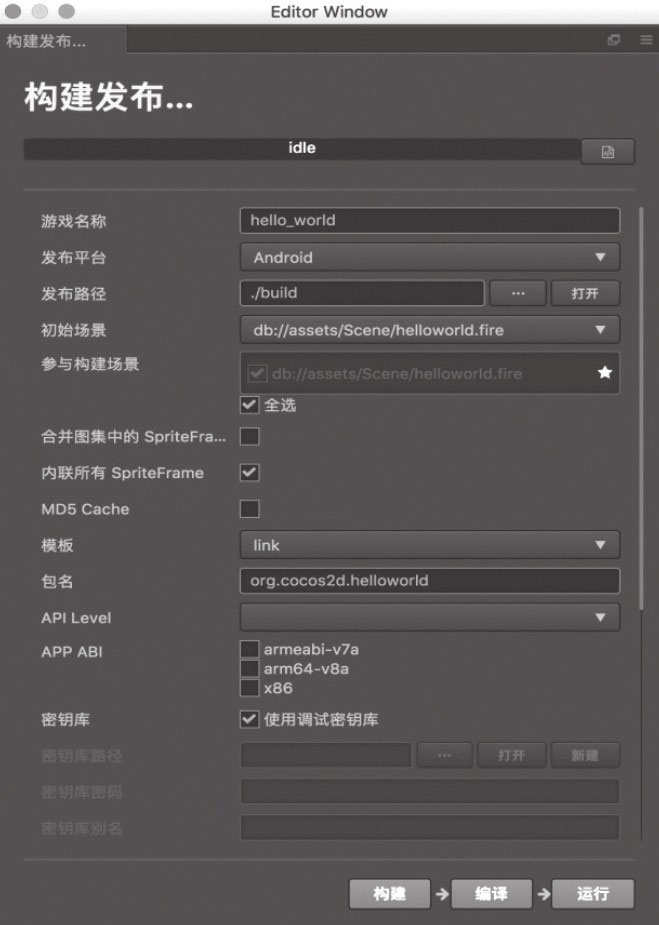 Editor Window
构建发布...
构建发布...
idle
游戏名称 hello_world
发布平台 Android
发布路径 ./build ... 打开
初始场景 db://assets/Scene/helloworld.fire
参与构建场景 db://assets/Scene/helloworld.fire
全选
合并图集中的 SpriteFra...
内联所有 SpriteFrame
MD5 Cache
模板 link
包名 org.cocos2d.helloworld
API Level
APP ABI armeabi-v7a
arm64-v8a
x86
密钥库 使用调试密钥库
密钥库路径 ... 打开 新建
密钥库密码
密钥库别名
构建 编译 运行